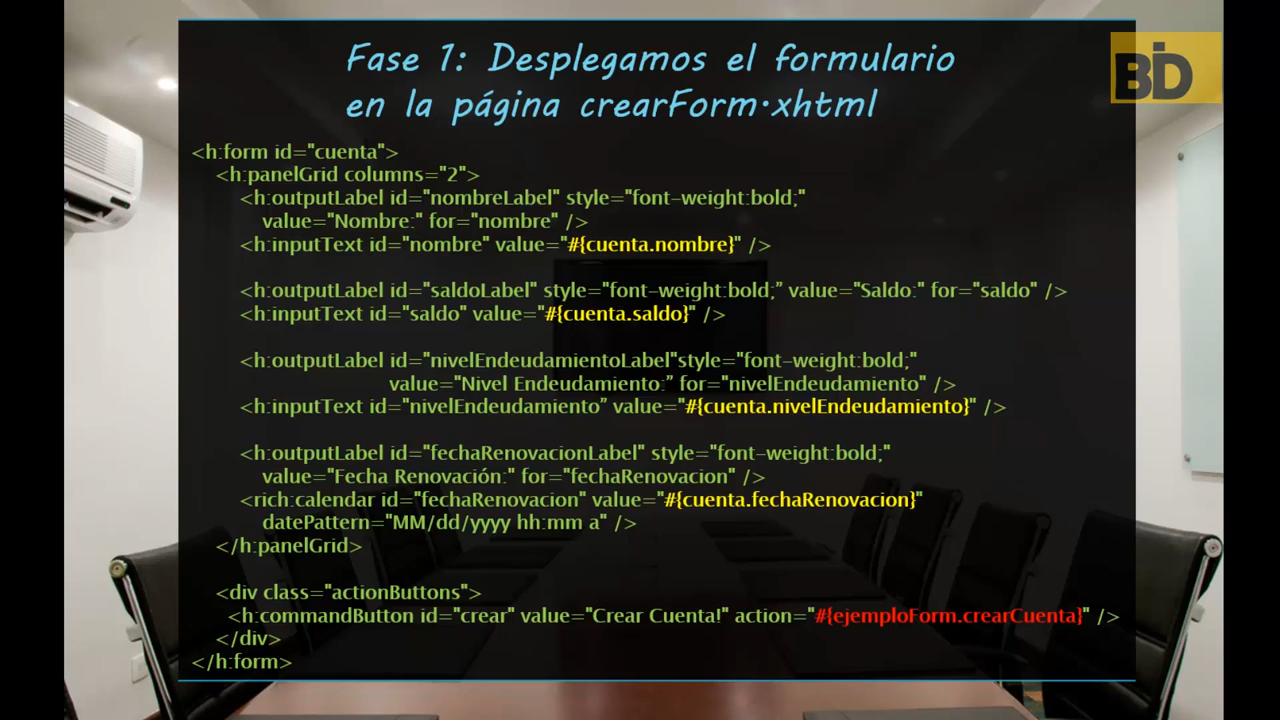 Fase 1: Desplegamos el formulario
en la página crearForm.xhtml
BID
<h:form id="cuenta">
<h:panelGrid columns="2">
<h:outputLabel id="nombreLabel" style="font-weight:bold;"
value="Nombre:" for="nombre" />
<h:inputText id="nombre" value="#{cuenta.nombre}" />
<h:outputLabel id="saldoLabel" style="font-weight:bold;” value="Saldo:" for="saldo" />
<h:inputText id="saldo" value="#{cuenta.saldo}" />
<h:outputLabel id="nivelEndeudamientoLabel"style="font-weight:bold;"
value="Nivel Endeudamiento:” for="nivelEndeudamiento" />
<h:inputText id="nivelEndeudamiento” value="#{cuenta.nivelEndeudamiento}" />
<h:outputLabel id="fechaRenovacionLabel" style="font-weight:bold;"
value="Fecha Renovación:" for="fechaRenovacion" />
<rich:calendar id="fechaRenovacion" value="#{cuenta.fechaRenovacion}"
datePattern="MM/dd/yyyy hh:mm a" />
</h:panelGrid>
<div class="actionButtons">
<h:commandButton id="crear" value="Crear Cuenta!" action="#{ejemploForm.crearCuenta}" />
</div>
</h:form>